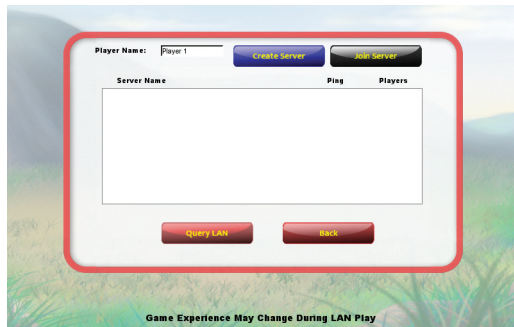 Player Name: Player 1 Create Server Join Server
Server Name Ping Players
Query LAN Back
Game Experience May Change During LAN Play